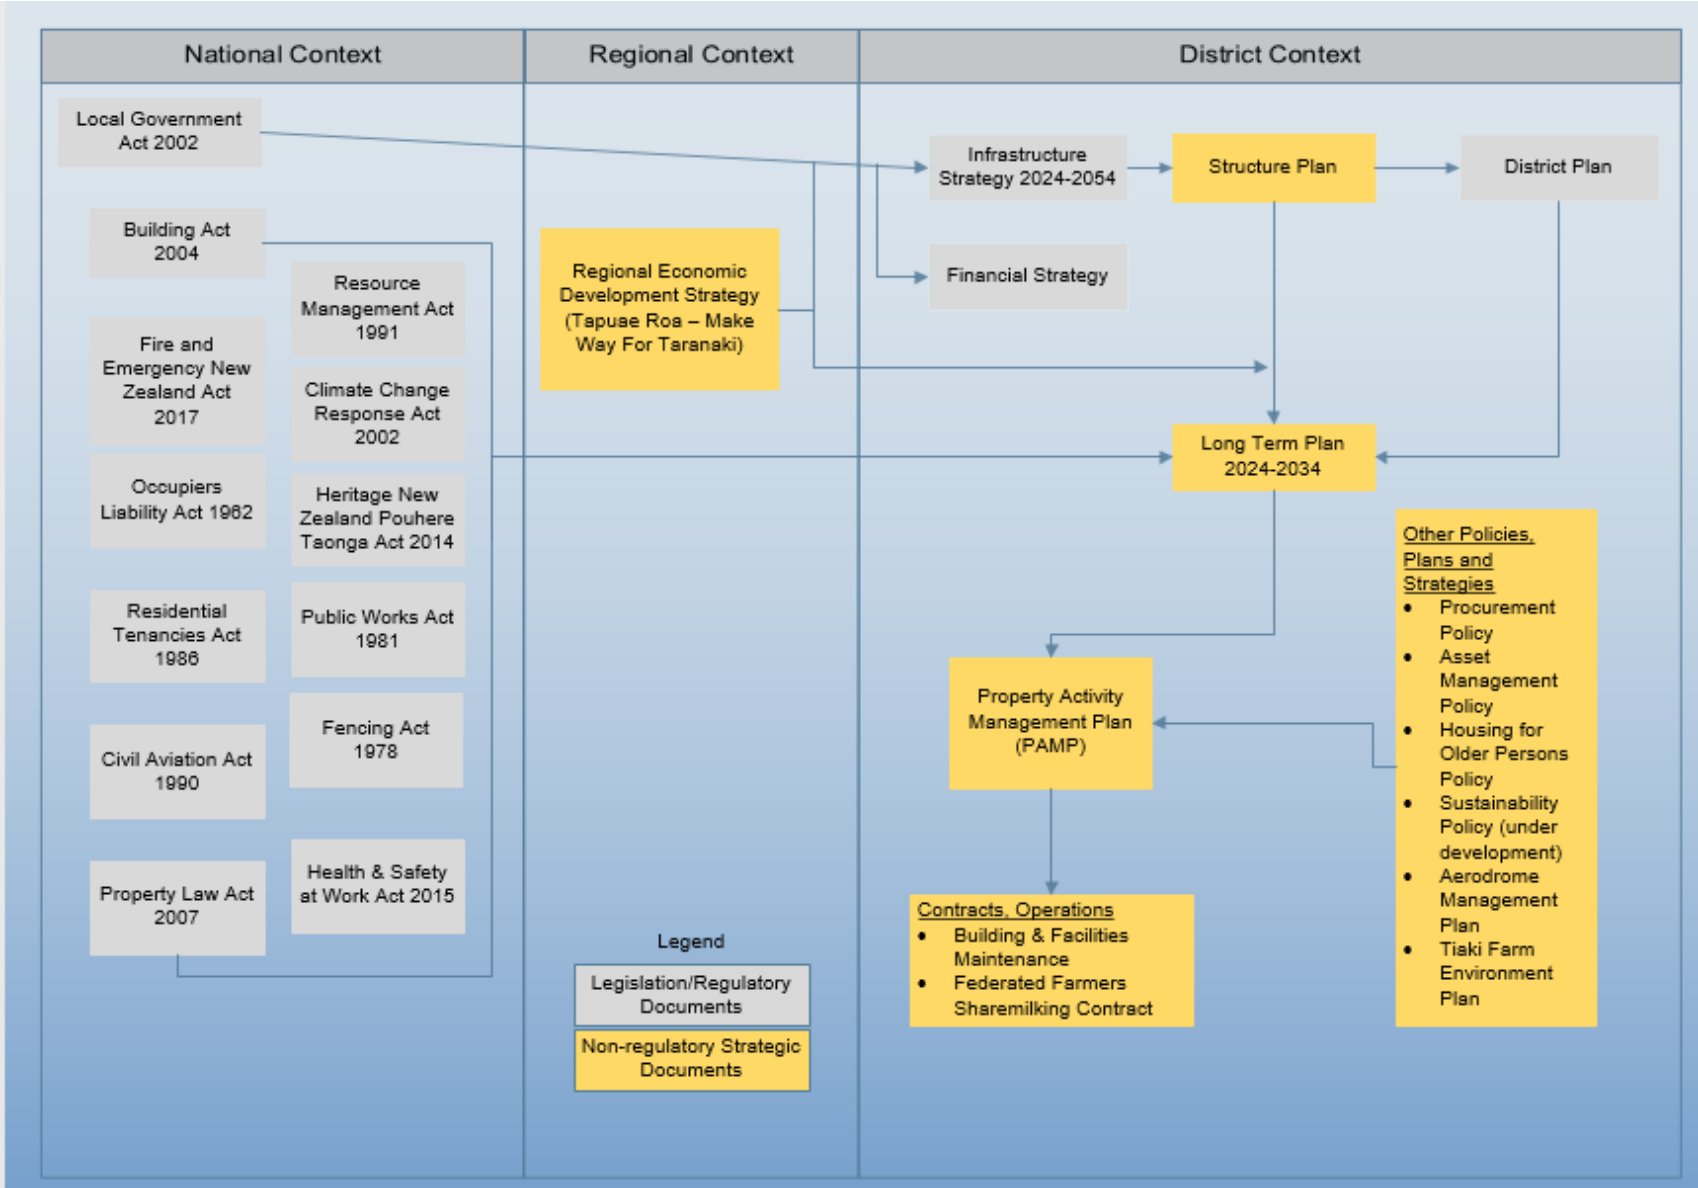 National Context
Regional Context
District Context
Local Government
Act 2002
Building Act
2004
Resource
Management Act
1991
Fire and
Emergency New
Zealand Act
2017
Climate Change
Response Act
2002
Occupiers
Liability Act 1962
Heritage New
Zealand Pouhere
Taonga Act 2014
Residential
Tenancies Act
1986
Public Works Act
1981
Civil Aviation Act
1990
Fencing Act
1978
Property Law Act
2007
Health & Safety
at Work Act 2015
Regional Economic
Development Strategy
(Tapuae Roa – Make
Way For Taranaki)
Legend
Legislation/Regulatory
Documents
Non-regulatory Strategic
Documents
Infrastructure
Strategy 2024-2054
Structure Plan
District Plan
Financial Strategy
Long Term Plan
2024-2034
Property Activity
Management Plan
(PAMP)
Contracts, Operations
• Building & Facilities
Maintenance
• Federated Farmers
Sharemilking Contract
Other Policies,
Plans and
Strategies
• Procurement
Policy
• Asset
Management
Policy
• Housing for
Older Persons
Policy
• Sustainability
Policy (under
development)
• Aerodrome
Management
Plan
• Tiaki Farm
Environment
Plan